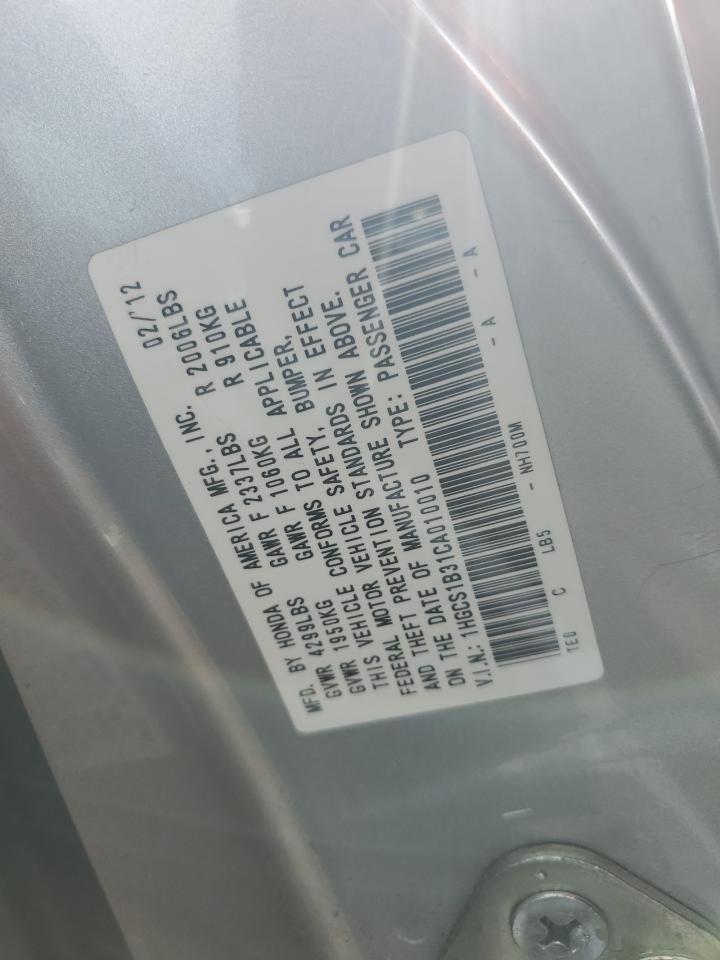 MFD. BY HONDA OF AMERICA MFG., INC. 02/'12
GVWR 4299LBS GAWR F 2337LBS R 2006LBS
GVWR 1950KG GAWR F 1060KG R 910KG
THIS MOTOR VEHICLE CONFORMS TO ALL APPLICABLE
FEDERAL MOTOR VEHICLE SAFETY, BUMPER,
AND THEFT PREVENTION STANDARDS IN EFFECT
ON THE DATE OF MANUFACTURE SHOWN ABOVE.
V.I.N.: 1HGCS1B31CA010010 TYPE: PASSENGER CAR
TE0 C LB5 - NH700M - A - A